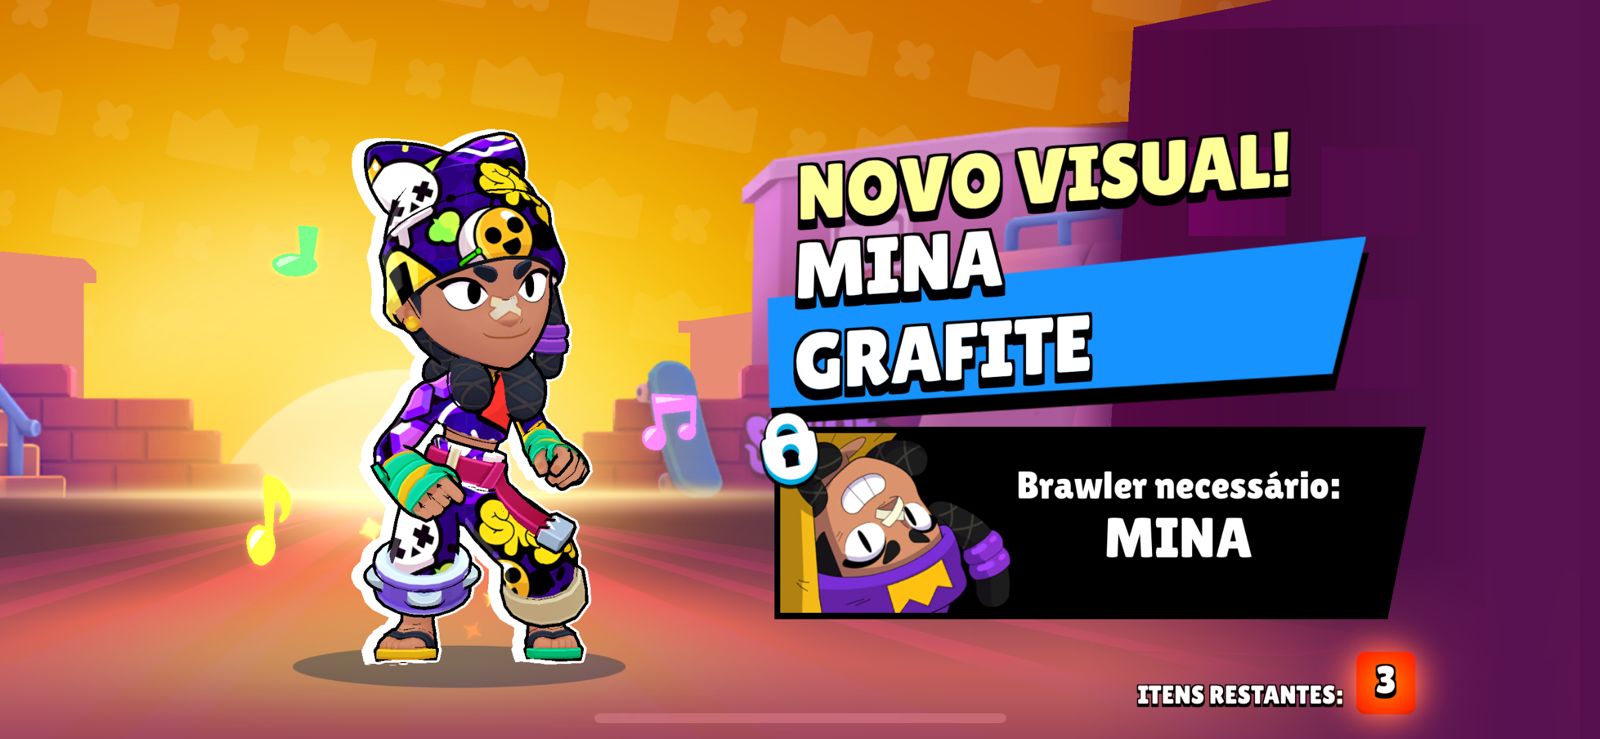 NOVO VISUAL!
MINA
GRAFITE
Brawler necessário:
MINA
ITENS RESTANTES: 3